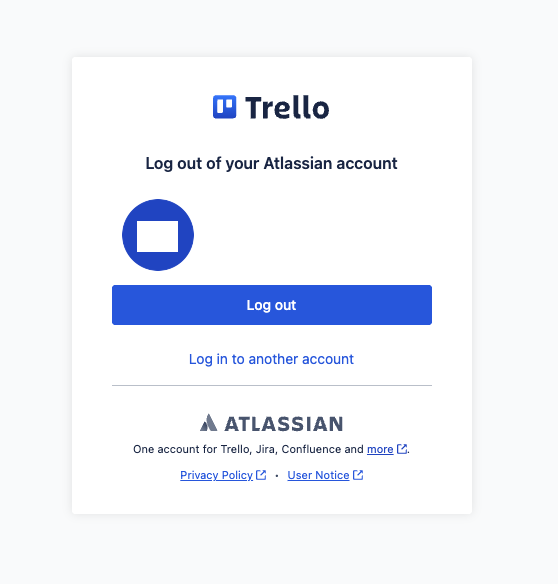 Trello
Log out of your Atlassian account
Log out
Log in to another account
ATLASSIAN
One account for Trello, Jira, Confluence and more.
Privacy Policy • User Notice